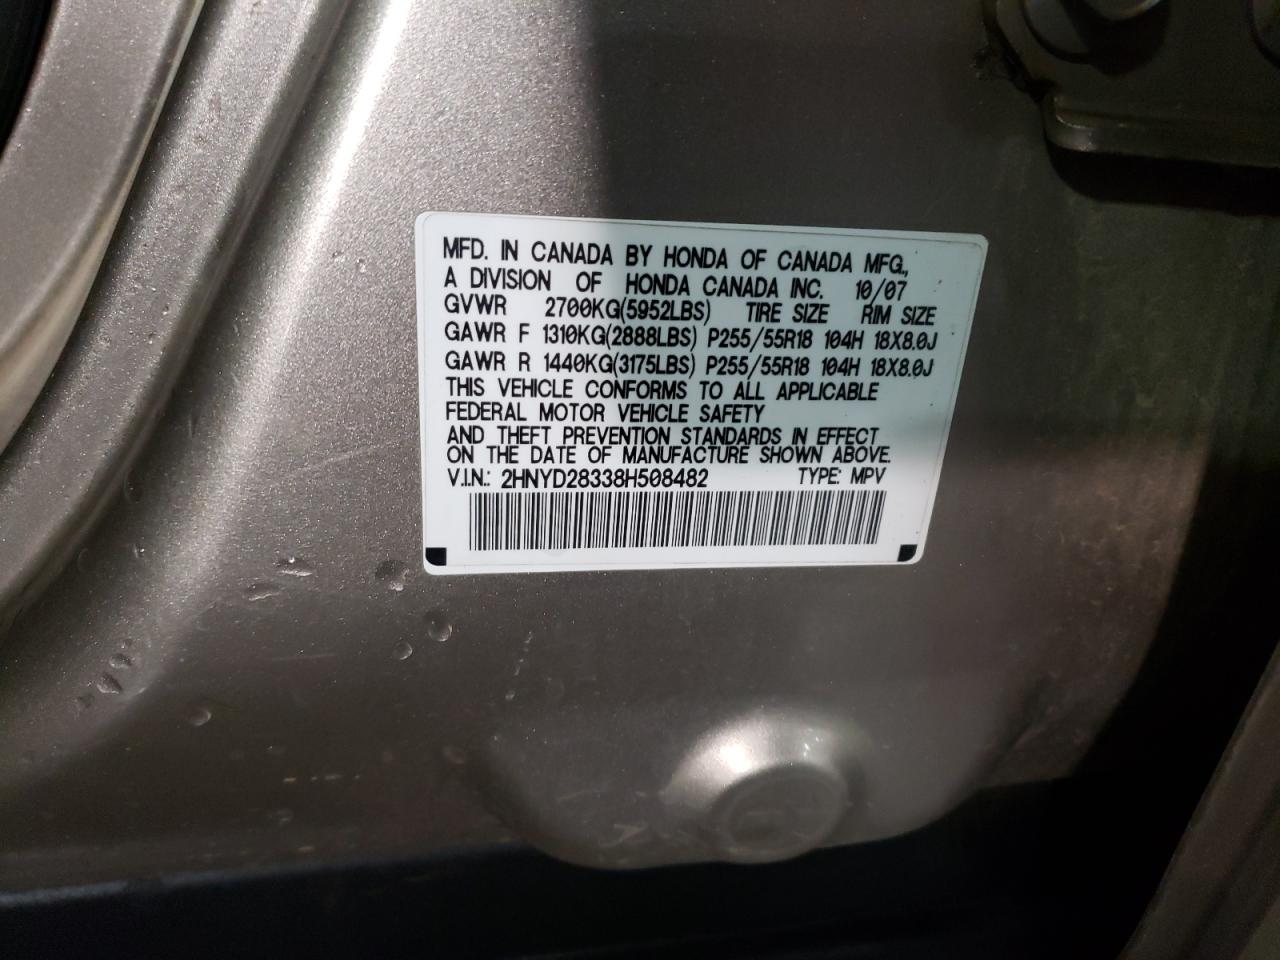 MFD. IN CANADA BY HONDA OF CANADA MFG.,
A DIVISION OF HONDA CANADA INC. 10/07
GVWR 2700KG(5952LBS) TIRE SIZE RIM SIZE
GAWR F 1310KG(2888LBS) P255/55R18 104H 18X8.0J
GAWR R 1440KG(3175LBS) P255/55R18 104H 18X8.0J
THIS VEHICLE CONFORMS TO ALL APPLICABLE
FEDERAL MOTOR VEHICLE SAFETY
AND THEFT PREVENTION STANDARDS IN EFFECT
ON THE DATE OF MANUFACTURE SHOWN ABOVE.
V.I.N.: 2HNYD28338H508482 TYPE: MPV